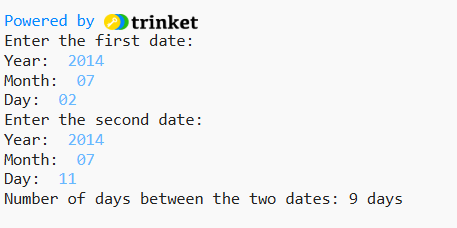 Powered by trinket
Enter the first date:
Year:  2014
Month:  07
Day:  02
Enter the second date:
Year:  2014
Month:  07
Day:  11
Number of days between the two dates: 9 days